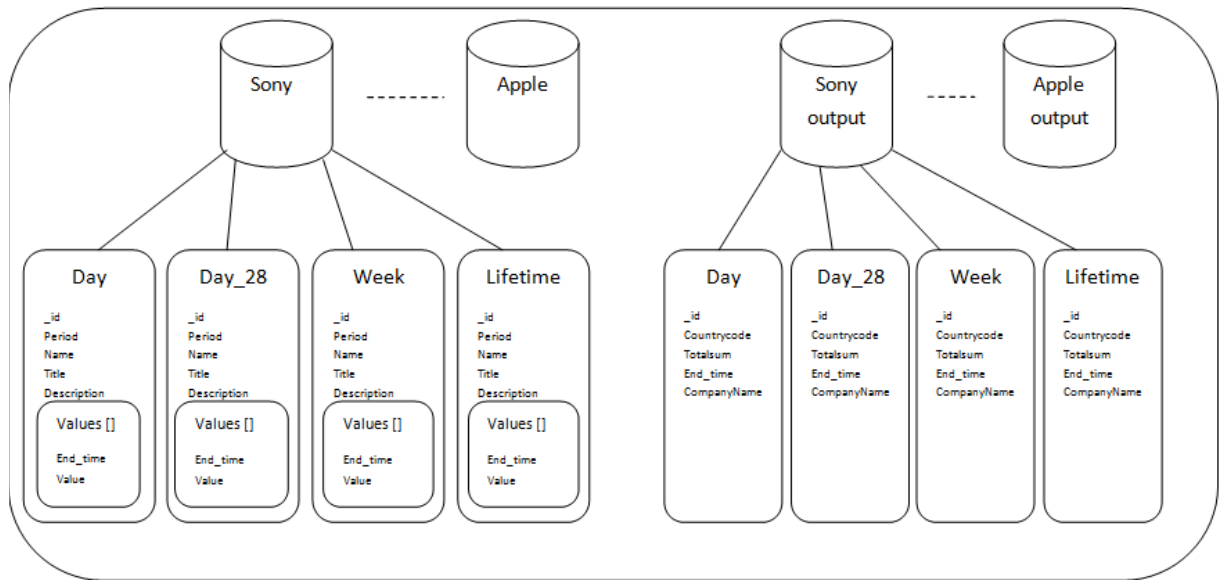 Sony
Apple
Sony
output
Apple
output
Day
_id
Period
Name
Title
Description
Values []
End_time
Value
Day_28
_id
Period
Name
Title
Description
Values []
End_time
Value
Week
_id
Period
Name
Title
Description
Values []
End_time
Value
Lifetime
_id
Period
Name
Title
Description
Values []
End_time
Value
Day
_id
Countrycode
Totalsum
End_time
CompanyName
Day_28
_id
Countrycode
Totalsum
End_time
CompanyName
Week
_id
Countrycode
Totalsum
End_time
CompanyName
Lifetime
_id
Countrycode
Totalsum
End_time
CompanyName